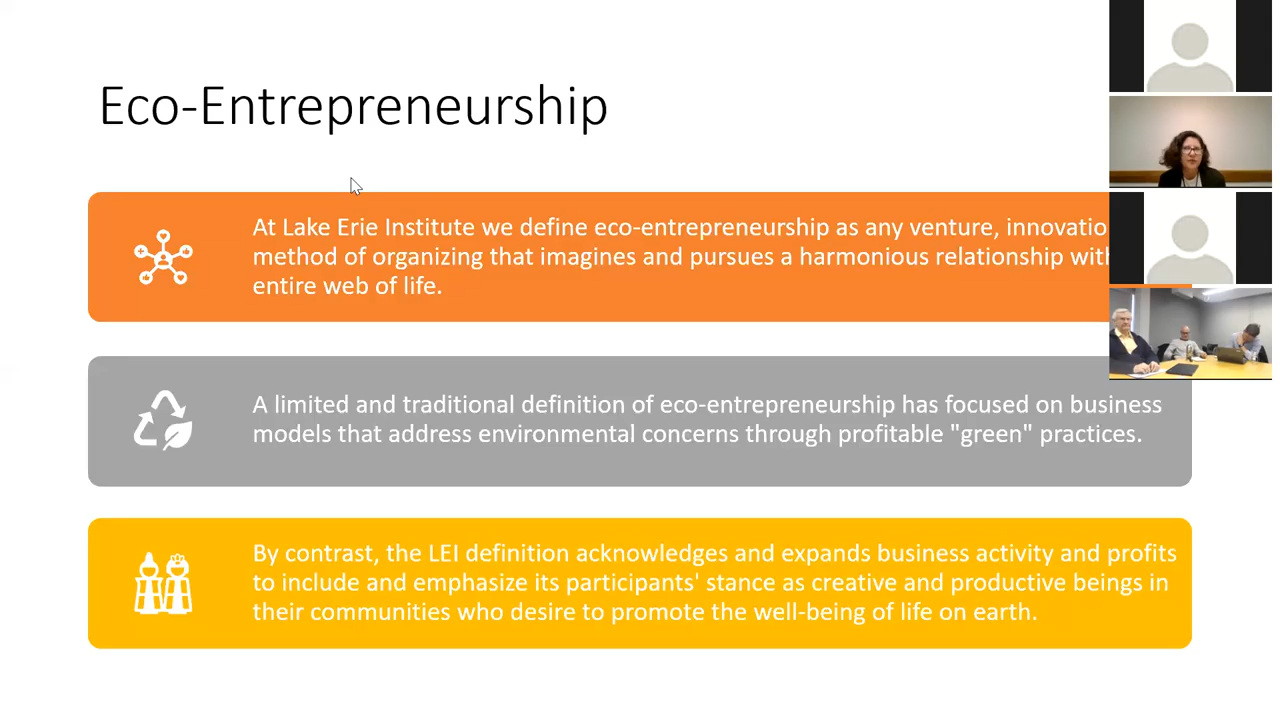 Eco-Entrepreneurship
At Lake Erie Institute we define eco-entrepreneurship as any venture,
method of organizing that imagines and pursues a harmonious relationship
entire web of life.
A limited and traditional definition of eco-entrepreneurship has focused on business
models that address environmental concerns through profitable "green" practices.
By contrast, the LEI definition acknowledges and expands business activity and profits
to include and emphasize its participants' stance as creative and productive beings in
their communities who desire to promote the well-being of life on earth.